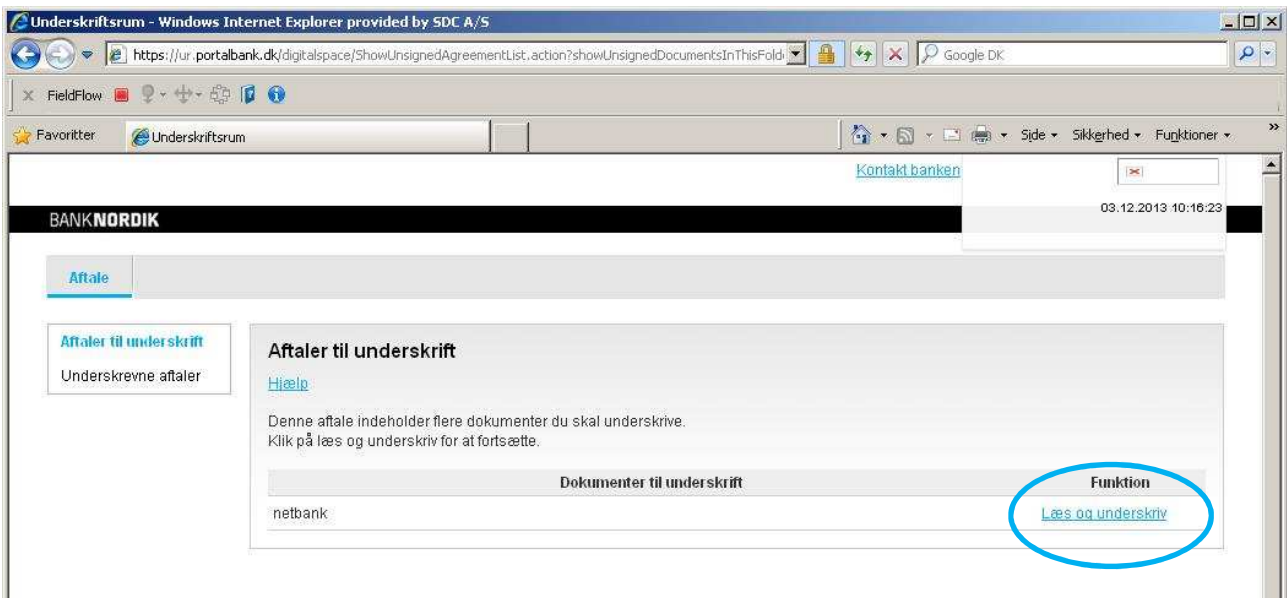 Underskriftsrum - Windows Internet Explorer provided by SDC A/S
https://ur.portalbank.dk/digitalspace/ShowUnsignedAgreementList.action?showUnsignedDocumentsInThisFold
Google DK
x FieldFlow
Favoritter Underskriftsrum Side Sikkerhed Funktioner »
Kontakt banken
03.12.2013 10:16:23
BANKNORDIK
Aftale
Aftaler til underskrift
Underskrevne aftaler
Aftaler til underskrift
Hjælp
Denne aftale indeholder flere dokumenter du skal underskrive.
Klik på læs og underskriv for at fortsætte.
Dokumenter til underskrift Funktion
netbank Læs og underskriv